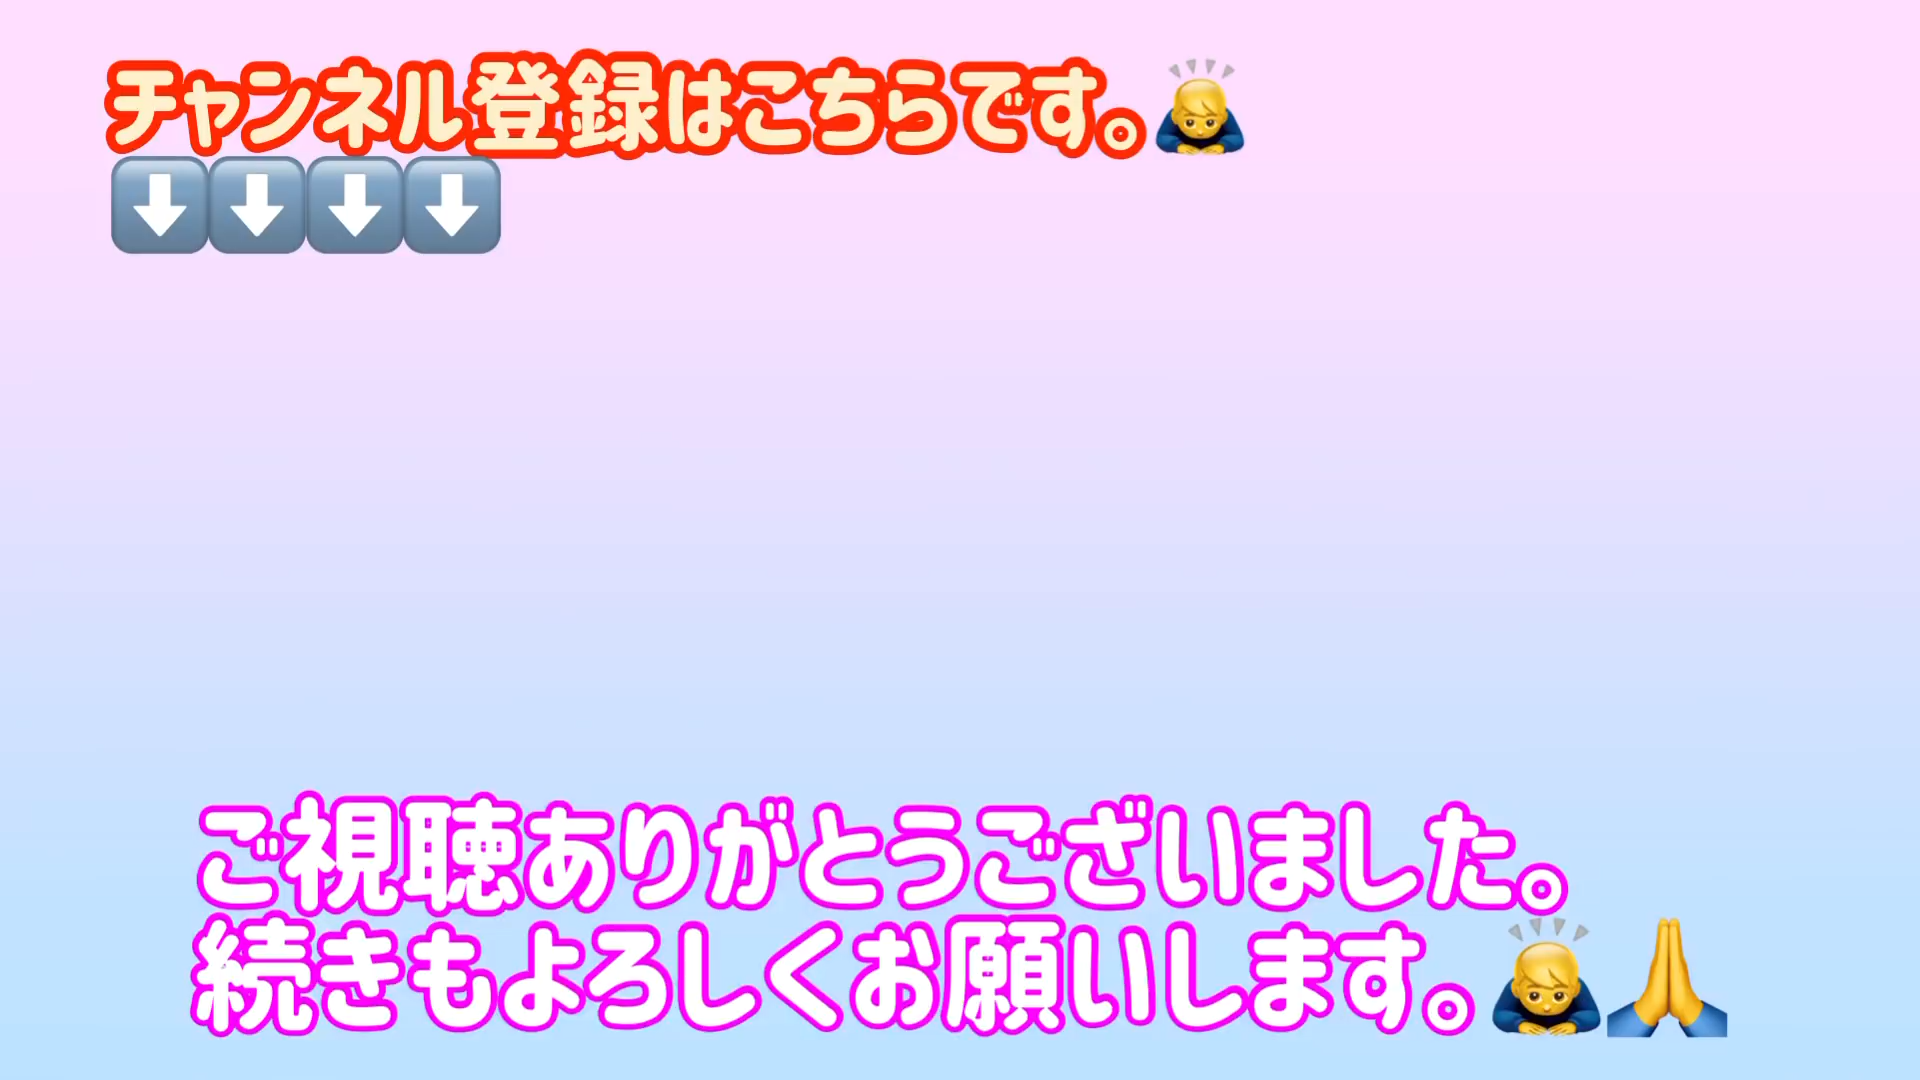 チャンネル登録はこちらです。🙇‍♂️
⬇️⬇️⬇️⬇️
ご視聴ありがとうございました。
続きもよろしくお願いします。🙇‍♂️🙏